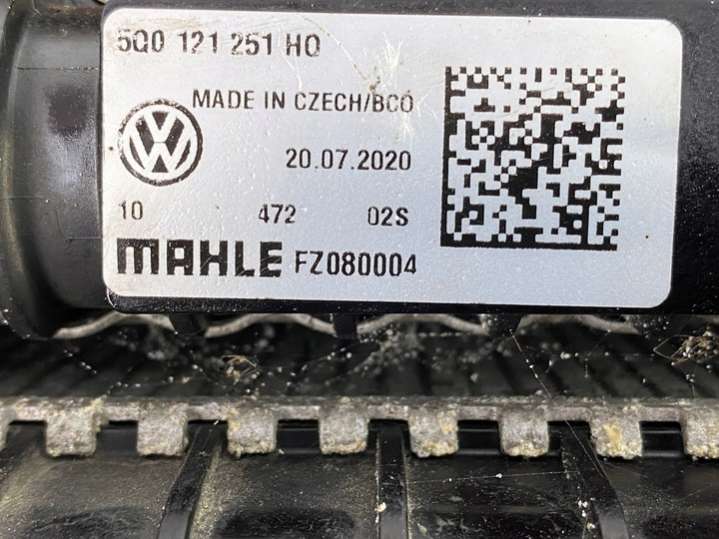 5Q0 121 251 HQ
MADE IN CZECH/BCO
20.07.2020
10 472 02S
MAHLE FZ080004